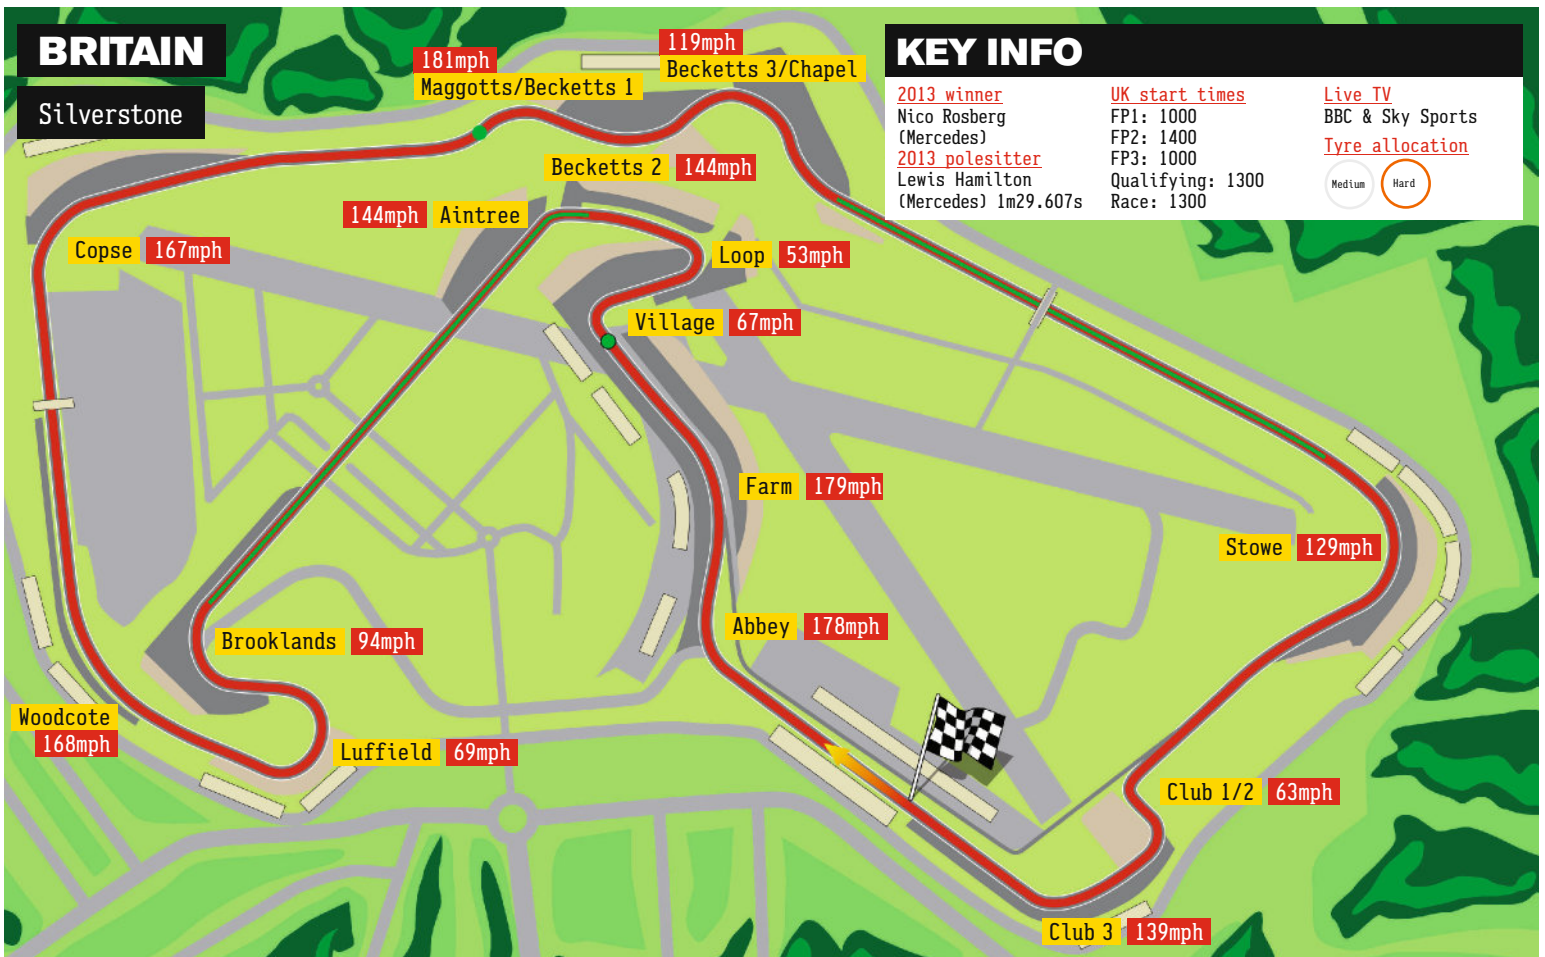 BRITAIN
Silverstone
181mph
Maggotts/Becketts 1
119mph
Becketts 3/Chapel
KEY INFO
2013 winner
Nico Rosberg
(Mercedes)
2013 polesitter
Lewis Hamilton
(Mercedes) 1m29.607s
UK start times
FP1: 1000
FP2: 1400
FP3: 1000
Qualifying: 1300
Race: 1300
Live TV
BBC & Sky Sports
Tyre allocation
Medium
Hard
Becketts 2 144mph
144mph Aintree
Copse 167mph
Loop 53mph
Village 67mph
Farm 179mph
Stowe 129mph
Abbey 178mph
Brooklands 94mph
Woodcote
168mph
Luffield 69mph
Club 1/2 63mph
Club 3 139mph